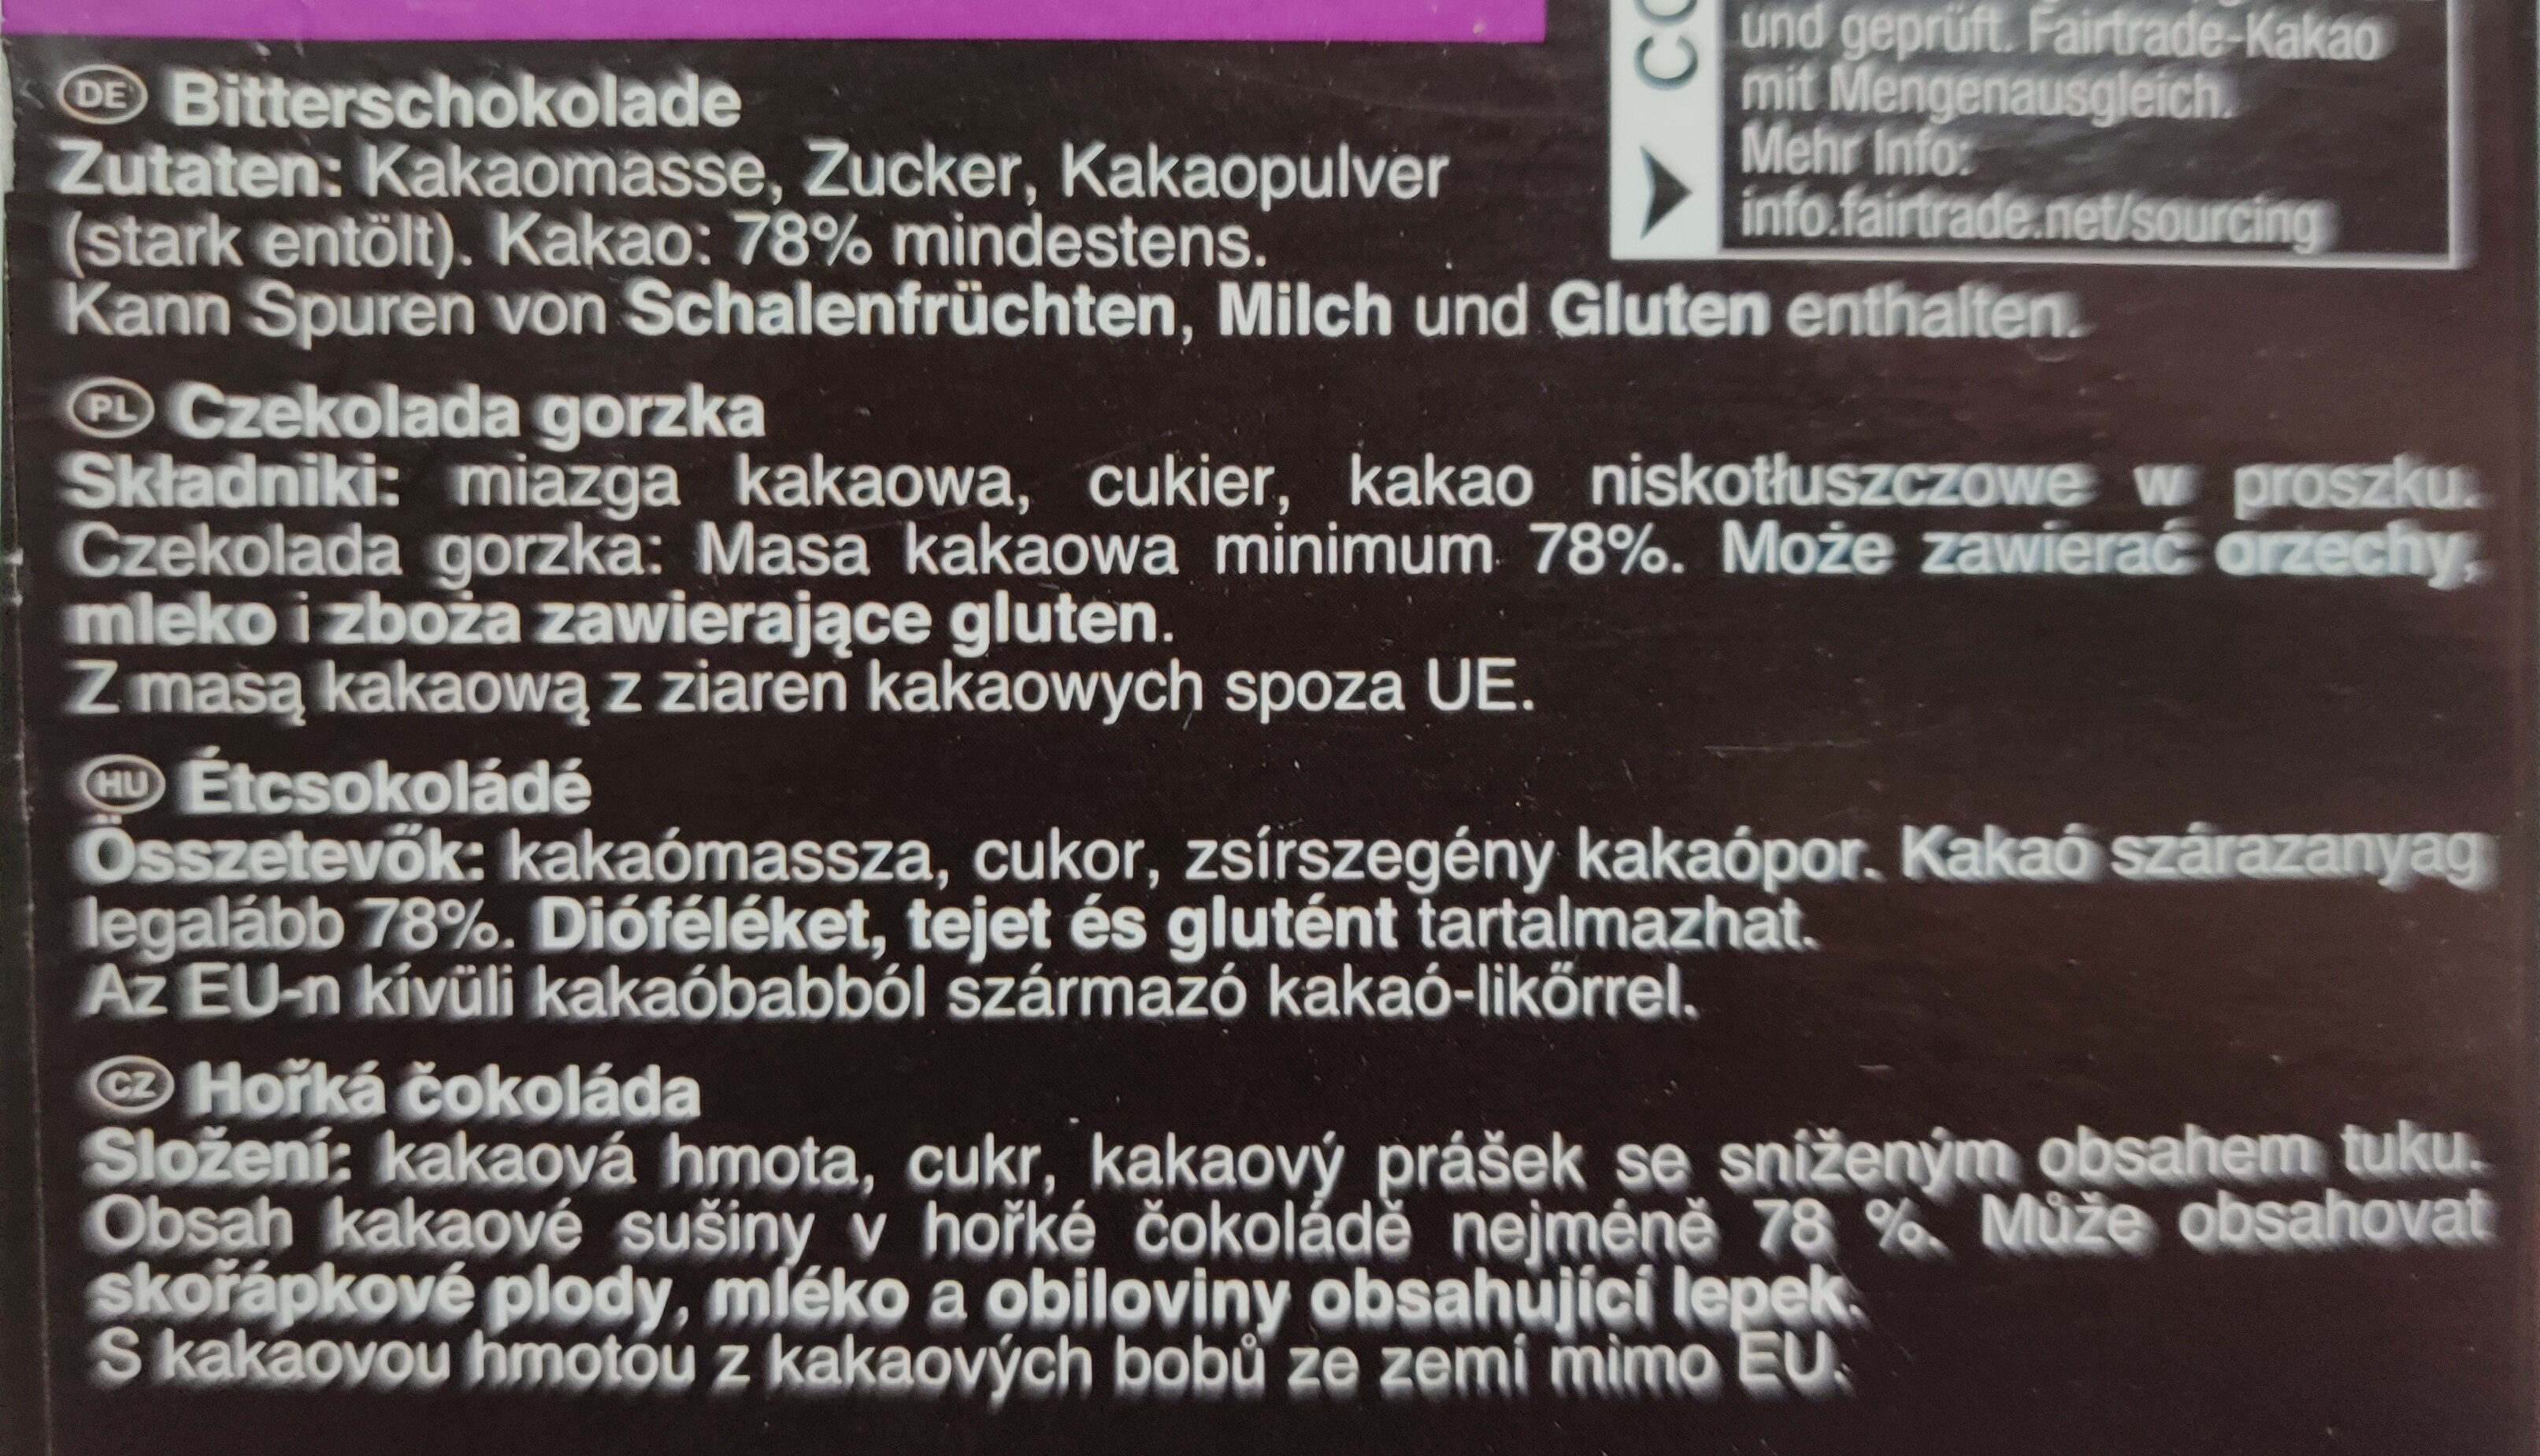 DE Bitterschokolade
Zutaten: Kakaomasse, Zucker, Kakaopulver
(stark entölt). Kakao: 78% mindestens.
Kann Spuren von Schalenfrüchten, Milch und Gluten enthalten.
und geprüft. Fairtrade-Kakao
mit Mengenausgleich.
Mehr Info:
info.fairtrade.net/sourcing
PL Czekolada gorzka
Składniki: miazga kakaowa, cukier, kakao niskotłuszczowe w proszku.
Czekolada gorzka: Masa kakaowa minimum 78%. Może zawierać orzechy,
mleko i zboża zawierające gluten.
Z masą kakaową z ziaren kakaowych spoza UE.
HU Étcsokoládé
Összetevők: kakaómassza, cukor, zsírszegény kakaópor. Kakaó szárazanyag
legalább 78%. Dióféléket, tejet és glutént tartalmazhat.
Az EU-n kívüli kakaóbabból származó kakaó-likőrrel.
CZ Hořká čokoláda
Složení: kakaová hmota, cukr, kakaový prášek se sníženým obsahem tuku.
Obsah kakaové sušiny v hořké čokoládě nejméně 78 %. Může obsahovat
skořápkové plody, mléko a obiloviny obsahující lepek.
S kakaovou hmotou z kakaových bobů ze zemí mimo EU.